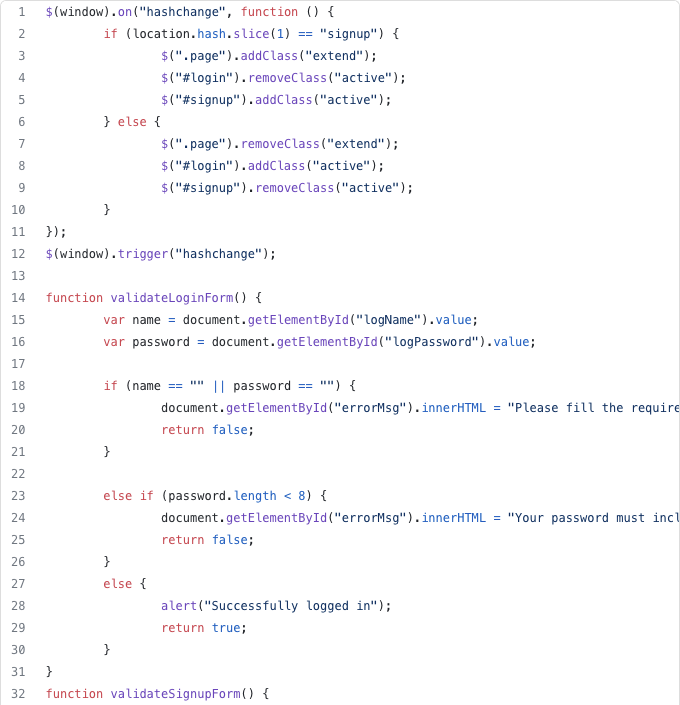 1 $(window).on("hashchange", function () {
2 if (location.hash.slice(1) == "signup") {
3 $(".page").addClass("extend");
4 $("#login").removeClass("active");
5 $("#signup").addClass("active");
6 } else {
7 $(".page").removeClass("extend");
8 $("#login").addClass("active");
9 $("#signup").removeClass("active");
10 }
11 });
12 $(window).trigger("hashchange");
13
14 function validateLoginForm() {
15 var name = document.getElementById("logName").value;
16 var password = document.getElementById("logPassword").value;
17
18 if (name == "" || password == "") {
19 document.getElementById("errorMsg").innerHTML = "Please fill the require
20 return false;
21 }
22
23 else if (password.length < 8) {
24 document.getElementById("errorMsg").innerHTML = "Your password must incl
25 return false;
26 }
27 else {
28 alert("Successfully logged in");
29 return true;
30 }
31 }
32 function validateSignupForm() {